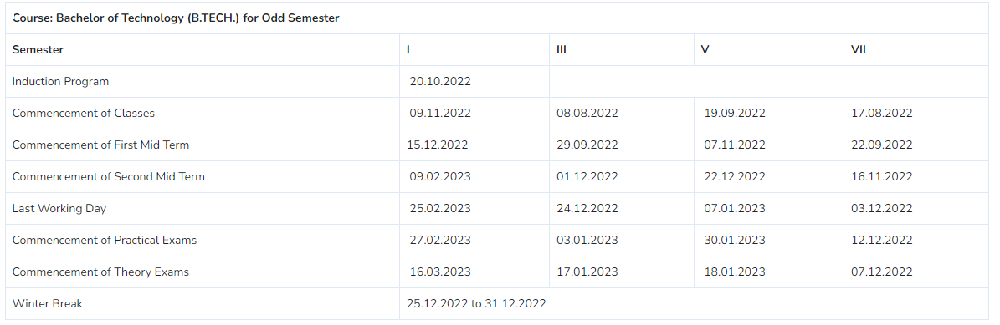 Course: Bachelor of Technology (B.TECH.) for Odd Semester
Semester I III V VII
Induction Program 20.10.2022
Commencement of Classes 09.11.2022 08.08.2022 19.09.2022 17.08.2022
Commencement of First Mid Term 15.12.2022 29.09.2022 07.11.2022 22.09.2022
Commencement of Second Mid Term 09.02.2023 01.12.2022 22.12.2022 16.11.2022
Last Working Day 25.02.2023 24.12.2022 07.01.2023 03.12.2022
Commencement of Practical Exams 27.02.2023 03.01.2023 30.01.2023 12.12.2022
Commencement of Theory Exams 16.03.2023 17.01.2023 18.01.2023 07.12.2022
Winter Break 25.12.2022 to 31.12.2022